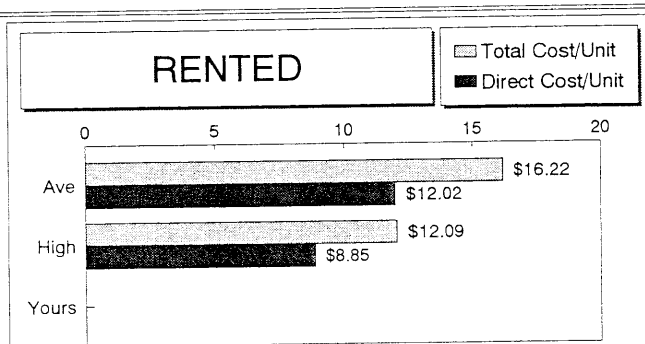 RENTED
Total Cost/Unit
Direct Cost/Unit
0 5 10 15 20
Ave $16.22
$12.02
High $12.09
$8.85
Yours